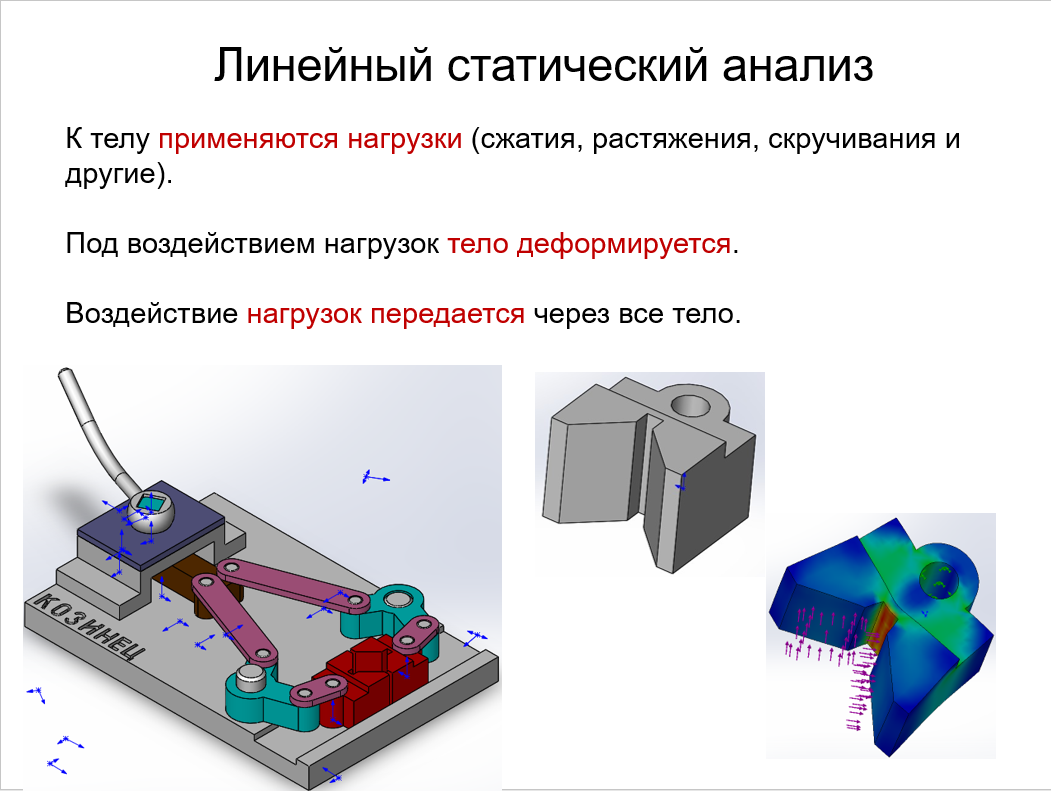 Линейный статический анализ
К телу применяются нагрузки (сжатия, растяжения, скручивания и
другие).
Под воздействием нагрузок тело деформируется.
Воздействие нагрузок передается через все тело.
КОЗИНЕЦ